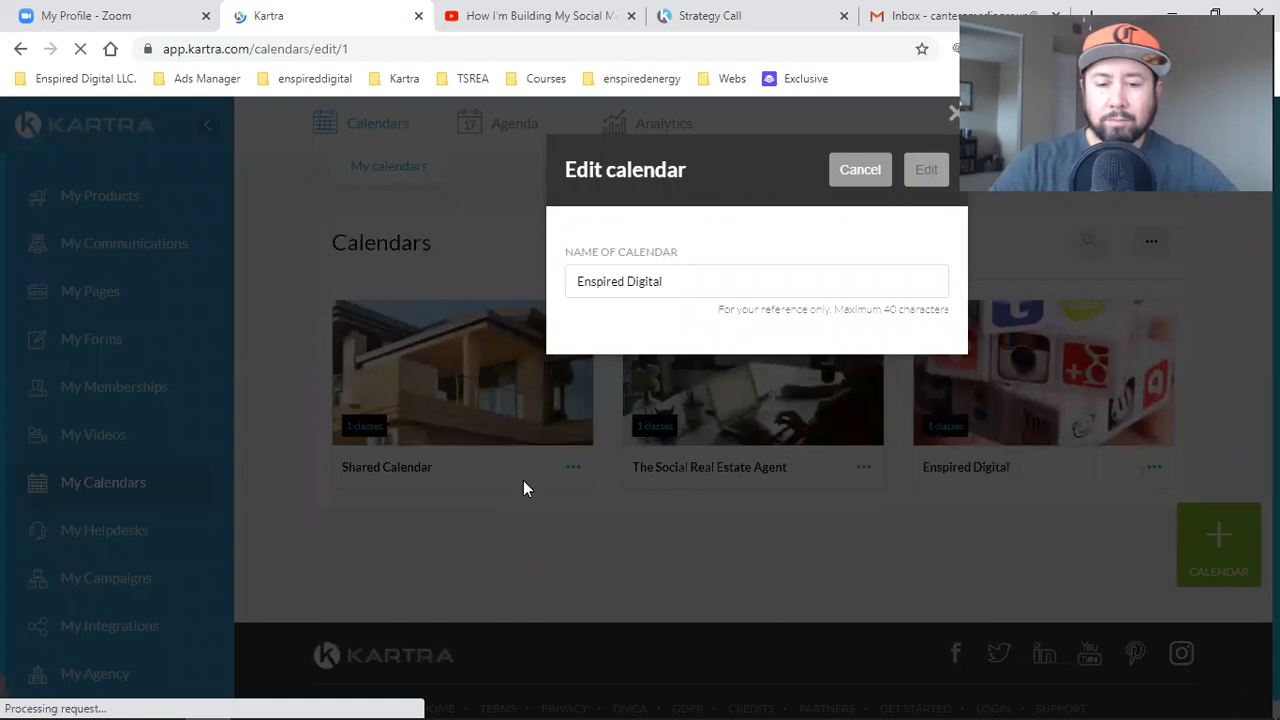 My Profile - Zoom
Kartra
How I'm Building My Social M
Strategy Call
app.kartra.com/calendars/edit/1
Enspired Digital LLC.
Ads Manager
enspireddigital
Kartra
TSREA
Courses
enspiredenergy
Webs
Exclusive
KARTRA
Calendars
17
Agenda
Analytics
My calendars
Edit calendar
Cancel
Edit
NAME OF CALENDAR
Enspired Digital
For your reference only. Maximum 40 characters
Calendars
My Products
My Communications
My Pages
My Forms
My Memberships
My Videos
My Calendars
My Helpdesks
My Campaigns
My Integrations
My Agency
1 classes
Shared Calendar
1 classes
The Social Real Estate Agent
1 classes
Enspired Digital
CALENDAR
KARTRA
You
Tube
Processing request...
HOME
TERMS
PRIVACY
DMCA
GDPR
CREDITS
PARTNERS
GET STARTED
LOGIN
SUPPORT